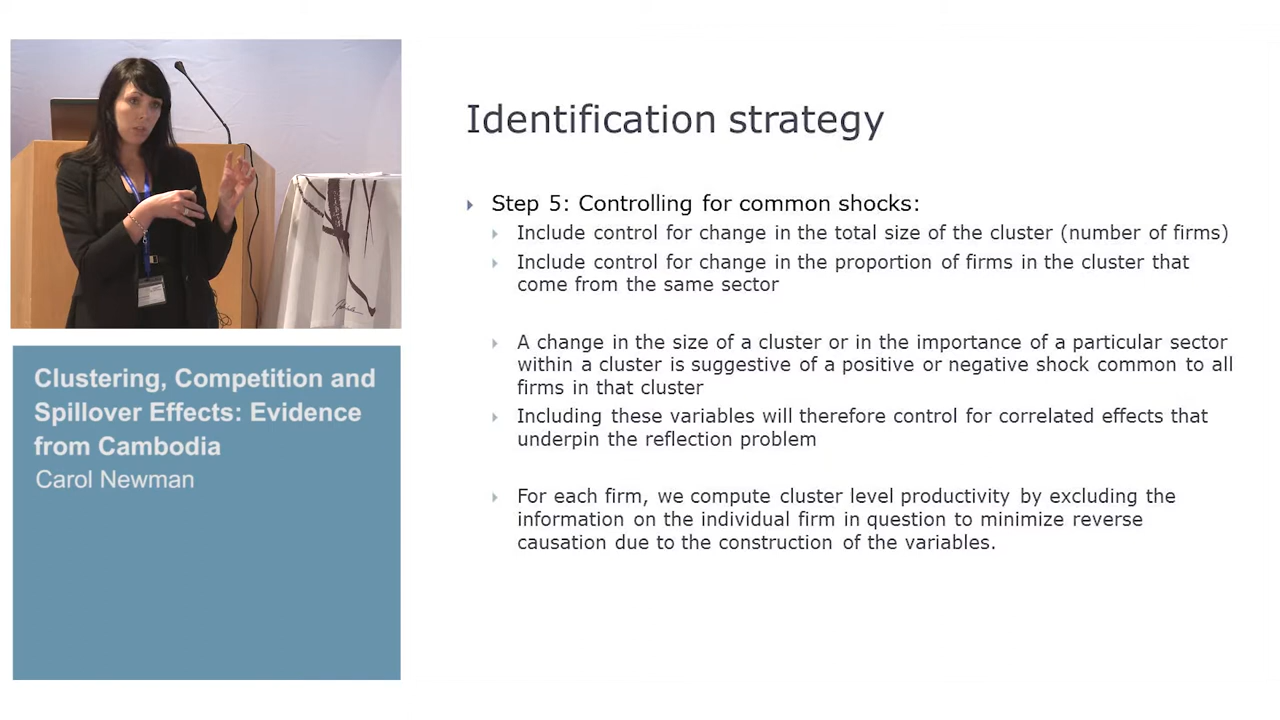 Identification strategy
Step 5: Controlling for common shocks:
Include control for change in the total size of the cluster (number of firms)
Include control for change in the proportion of firms in the cluster that
come from the same sector
A change in the size of a cluster or in the importance of a particular sector
within a cluster is suggestive of a positive or negative shock common to all
firms in that cluster
Including these variables will therefore control for correlated effects that
underpin the reflection problem
For each firm, we compute cluster level productivity by excluding the
information on the individual firm in question to minimize reverse
causation due to the construction of the variables.
Clustering, Competition and
Spillover Effects: Evidence
from Cambodia
Carol Newman